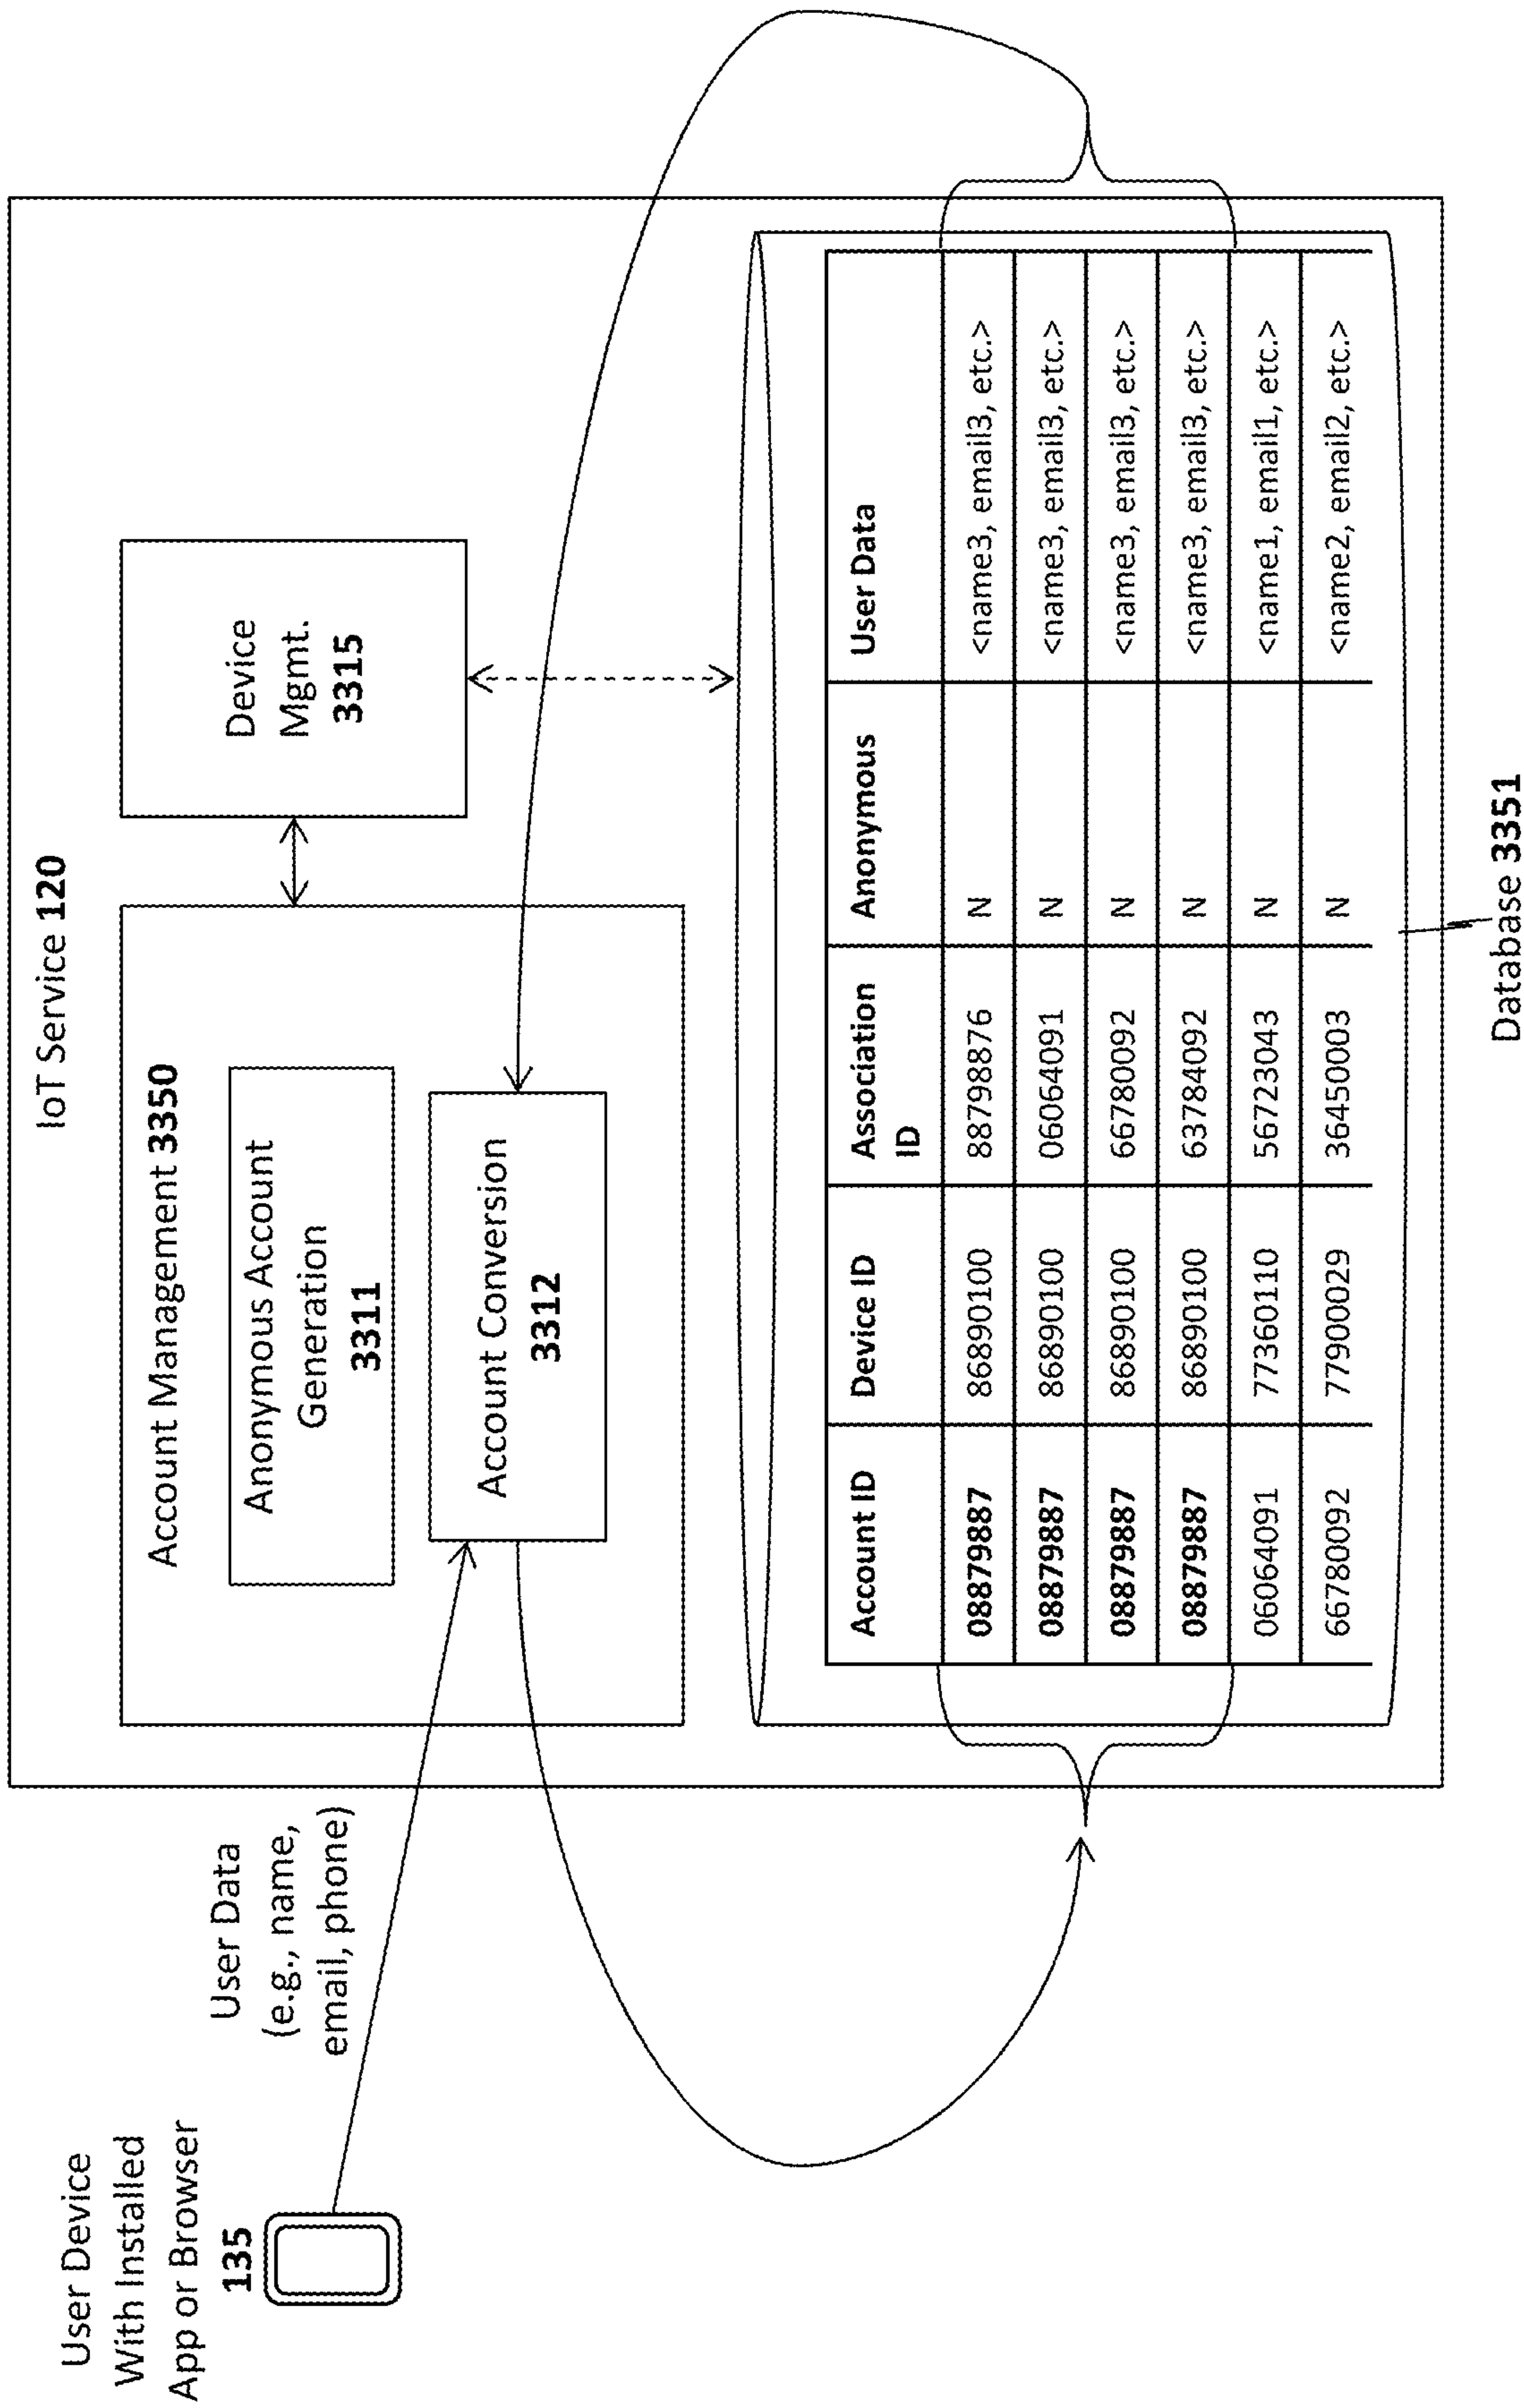 IoT Service 120
User Device
With Installed
App or Browser
135
User Data
(e.g., name,
email, phone)
Account Management 3350
Anonymous Account
Generation
3311
Account Conversion
3312
Device
Mgmt.
3315
Account ID Device ID Association ID Anonymous User Data
08879887 86890100 88798876 N <name3, email3, etc.>
08879887 86890100 06064091 N <name3, email3, etc.>
08879887 86890100 66780092 N <name3, email3, etc.>
08879887 86890100 63784092 N <name3, email3, etc.>
06064091 77360110 56723043 N <name1, email1, etc.>
66780092 77900029 36450003 N <name2, email2, etc.>
Database 3351